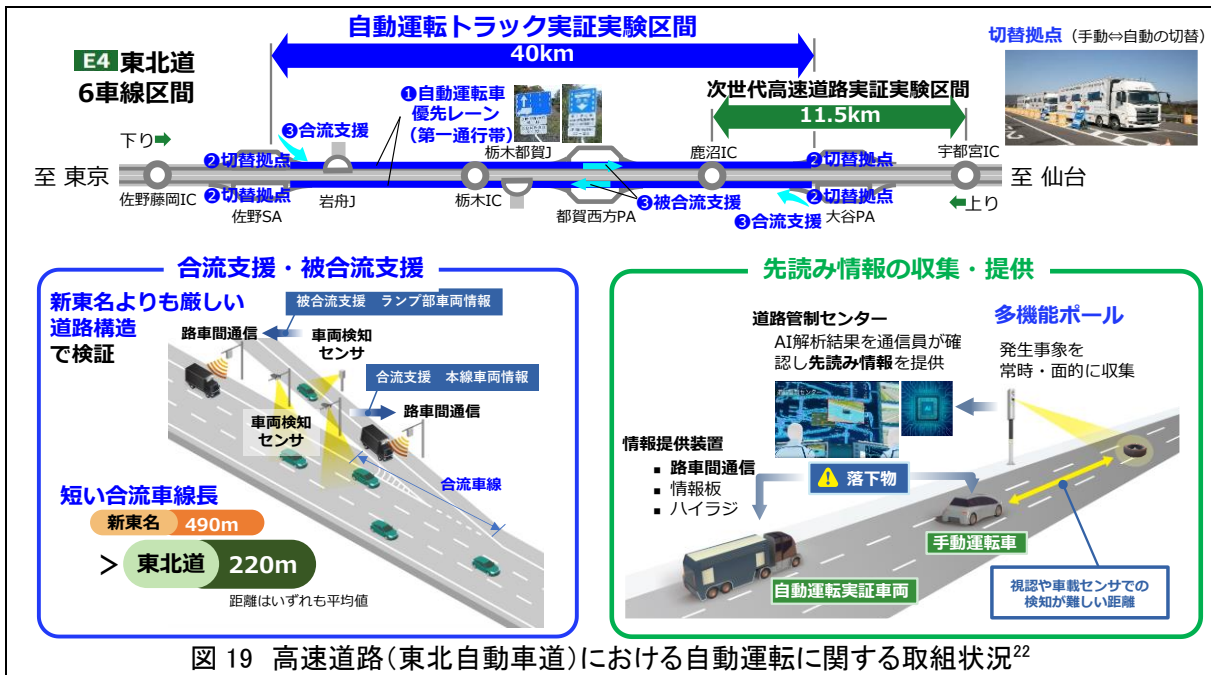 自動運転トラック実証実験区間
40km
切替拠点（手動⇔自動の切替）
E4 東北道
6車線区間
❶自動運転車
優先レーン
（第一通行帯）
次世代高速道路実証実験区間
11.5km
下り
❸合流支援
栃木都賀J
鹿沼IC
宇都宮IC
❷切替拠点
❷切替拠点
至 東京
至 仙台
佐野藤岡IC
❷切替拠点
佐野SA
岩舟J
栃木IC
都賀西方PA
❸被合流支援
❸合流支援
❷切替拠点
大谷PA
上り
合流支援・被合流支援
新東名よりも厳しい
道路構造
で検証
被合流支援 ランプ部車両情報
路車間通信
車両検知
センサ
合流支援 本線車両情報
路車間通信
車両検知
センサ
合流車線
短い合流車線長
新東名 490m
> 東北道 220m
距離はいずれも平均値
先読み情報の収集・提供
道路管制センター
AI解析結果を通信員が確
認し先読み情報を提供
多機能ポール
発生事象を
常時・面的に収集
AI
情報提供装置
▪ 路車間通信
▪ 情報板
▪ ハイラジ
落下物
手動運転車
自動運転実証車両
視認や車載センサでの
検知が難しい距離
図 19 高速道路（東北自動車道）における自動運転に関する取組状況22